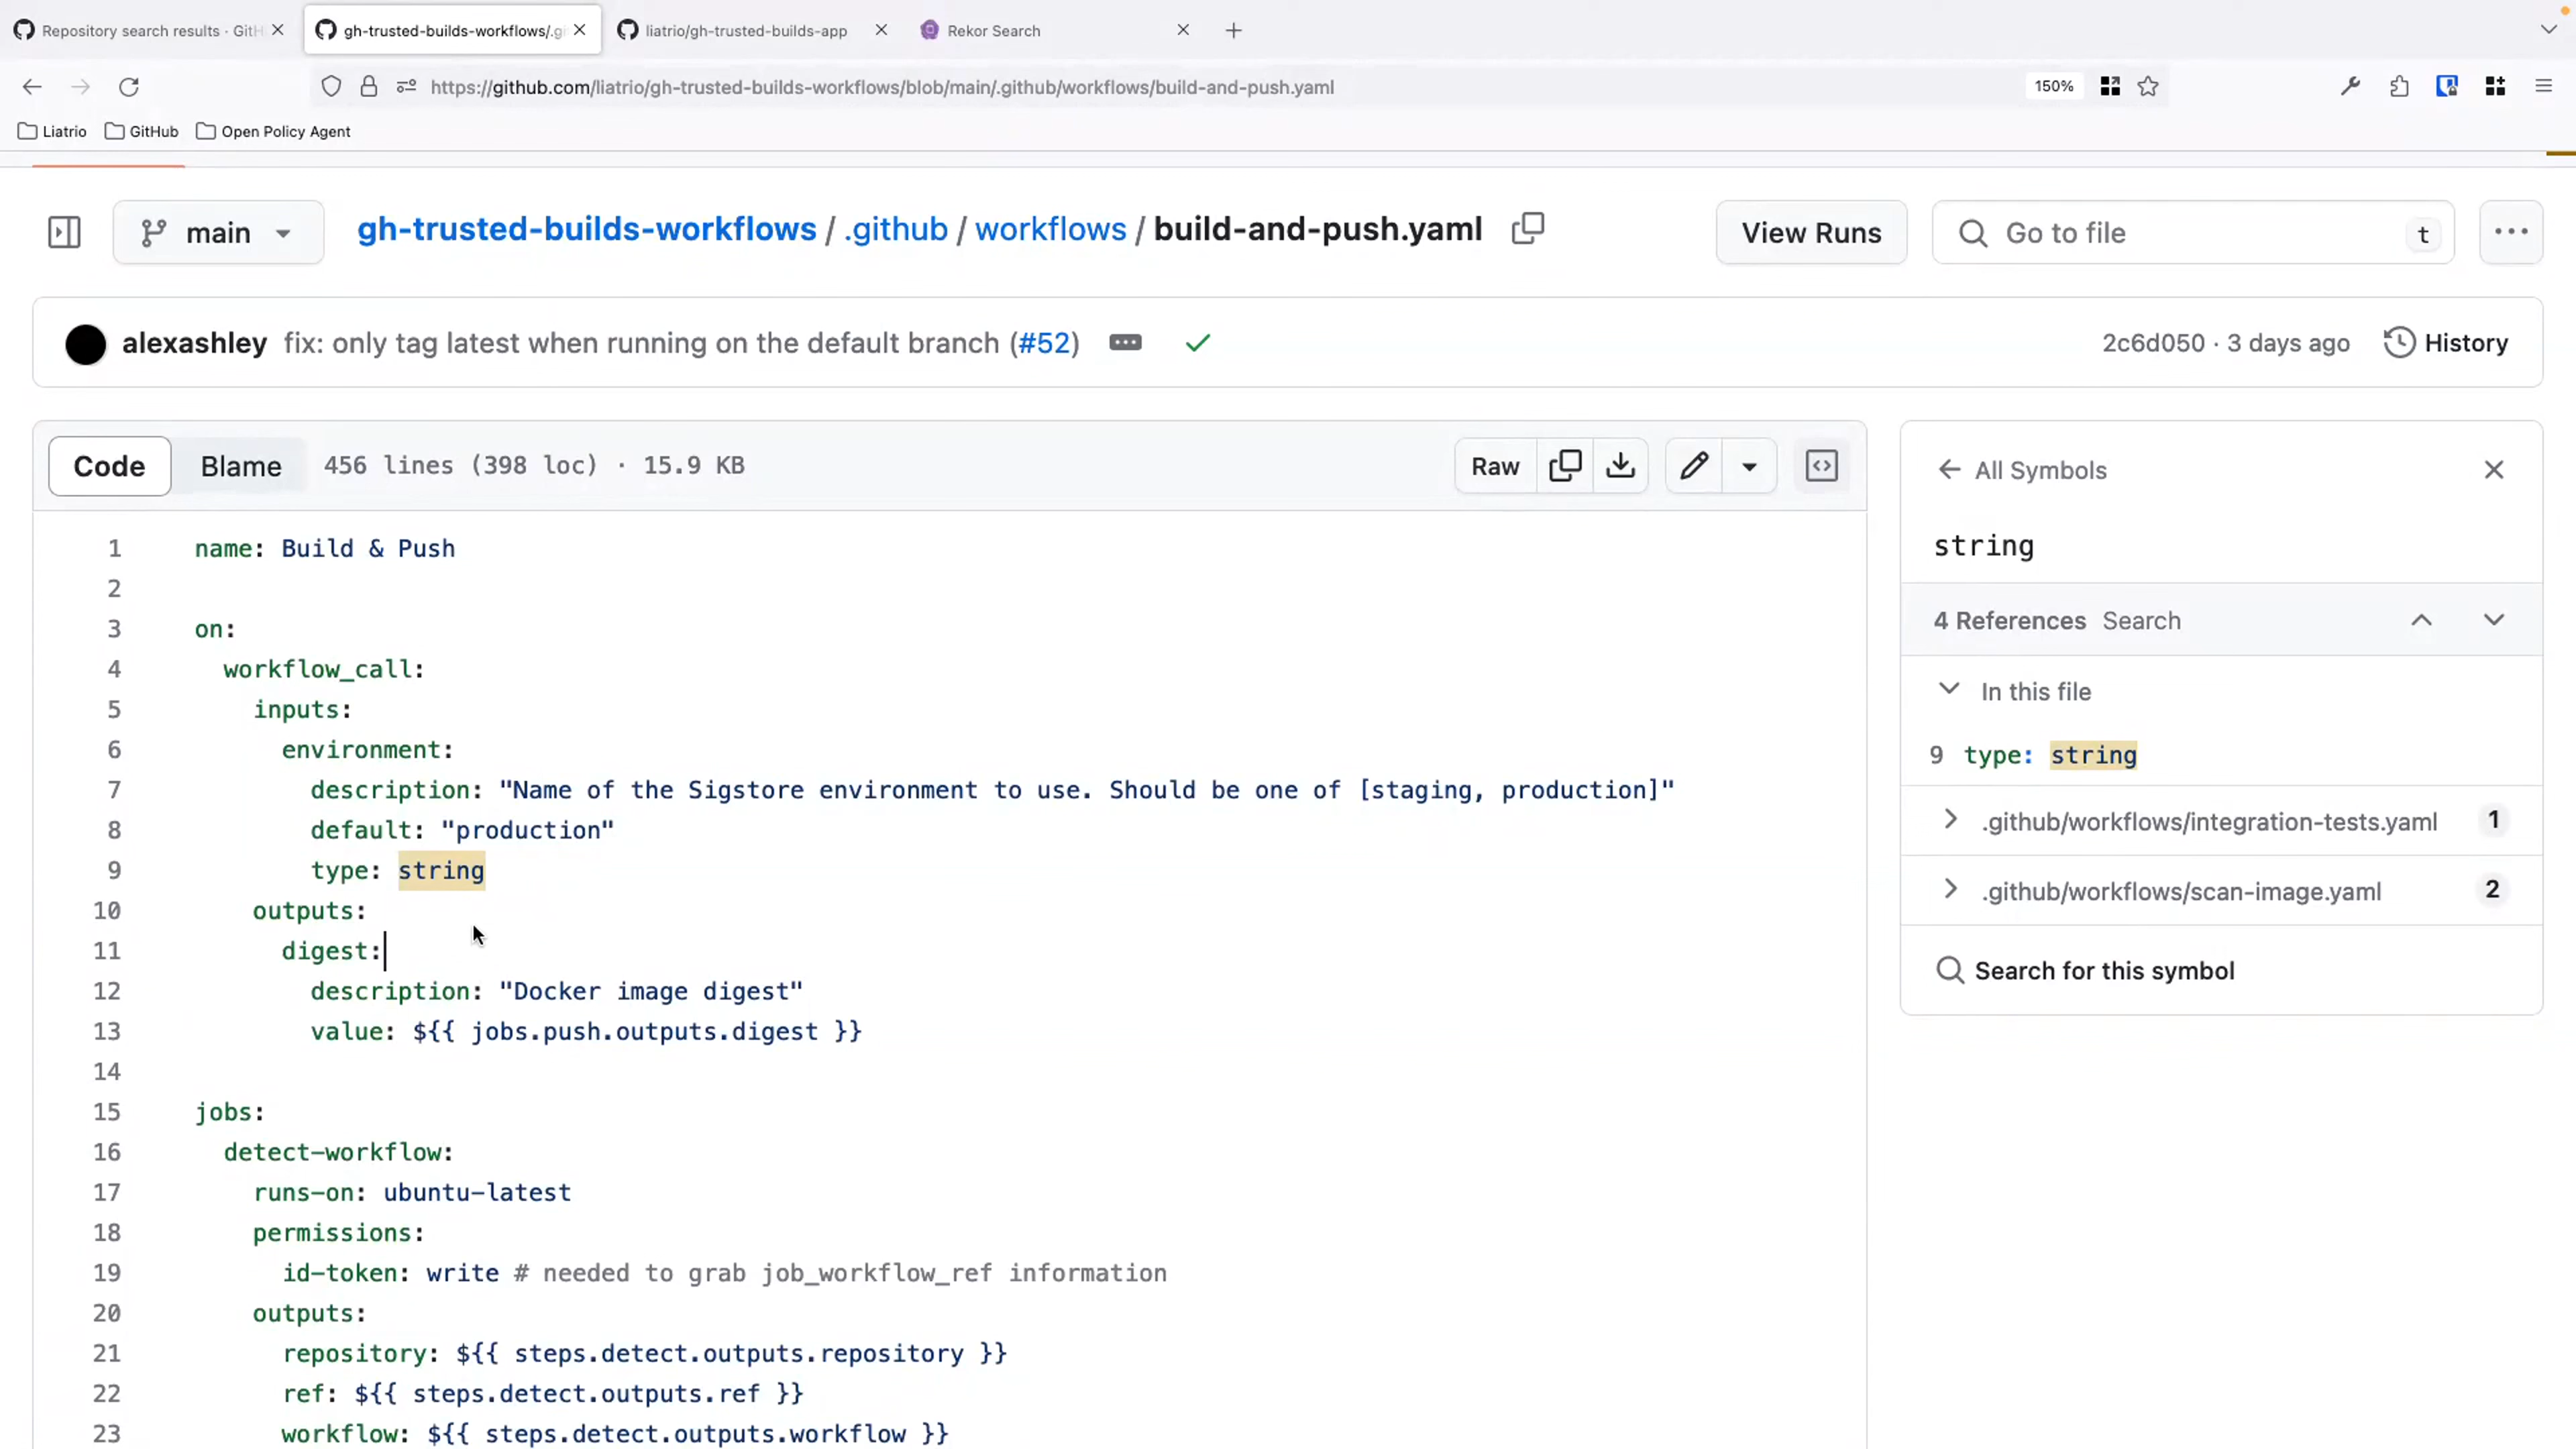 Repository search results · GitH
gh-trusted-builds-workflows/.gi
liatrio/gh-trusted-builds-app
Rekor Search
https://github.com/liatrio/gh-trusted-builds-workflows/blob/main/.github/workflows/build-and-push.yaml
150%
Liatrio
GitHub
Open Policy Agent
main
gh-trusted-builds-workflows / .github / workflows / build-and-push.yaml
View Runs
Go to file
t
alexashley fix: only tag latest when running on the default branch (#52)
2c6d050 · 3 days ago
History
Code
Blame
456 lines (398 loc) · 15.9 KB
Raw
1 name: Build & Push
2
3 on:
4 workflow_call:
5 inputs:
6 environment:
7 description: "Name of the Sigstore environment to use. Should be one of [staging, production]"
8 default: "production"
9 type: string
10 outputs:
11 digest:
12 description: "Docker image digest"
13 value: ${{ jobs.push.outputs.digest }}
14
15 jobs:
16 detect-workflow:
17 runs-on: ubuntu-latest
18 permissions:
19 id-token: write # needed to grab job_workflow_ref information
20 outputs:
21 repository: ${{ steps.detect.outputs.repository }}
22 ref: ${{ steps.detect.outputs.ref }}
23 workflow: ${{ steps.detect.outputs.workflow }}
All Symbols
string
4 References Search
In this file
9 type: string
.github/workflows/integration-tests.yaml 1
.github/workflows/scan-image.yaml 2
Search for this symbol